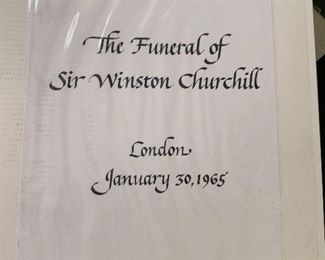 The Funeral of
Sir Winston Churchill
London
January 30, 1965